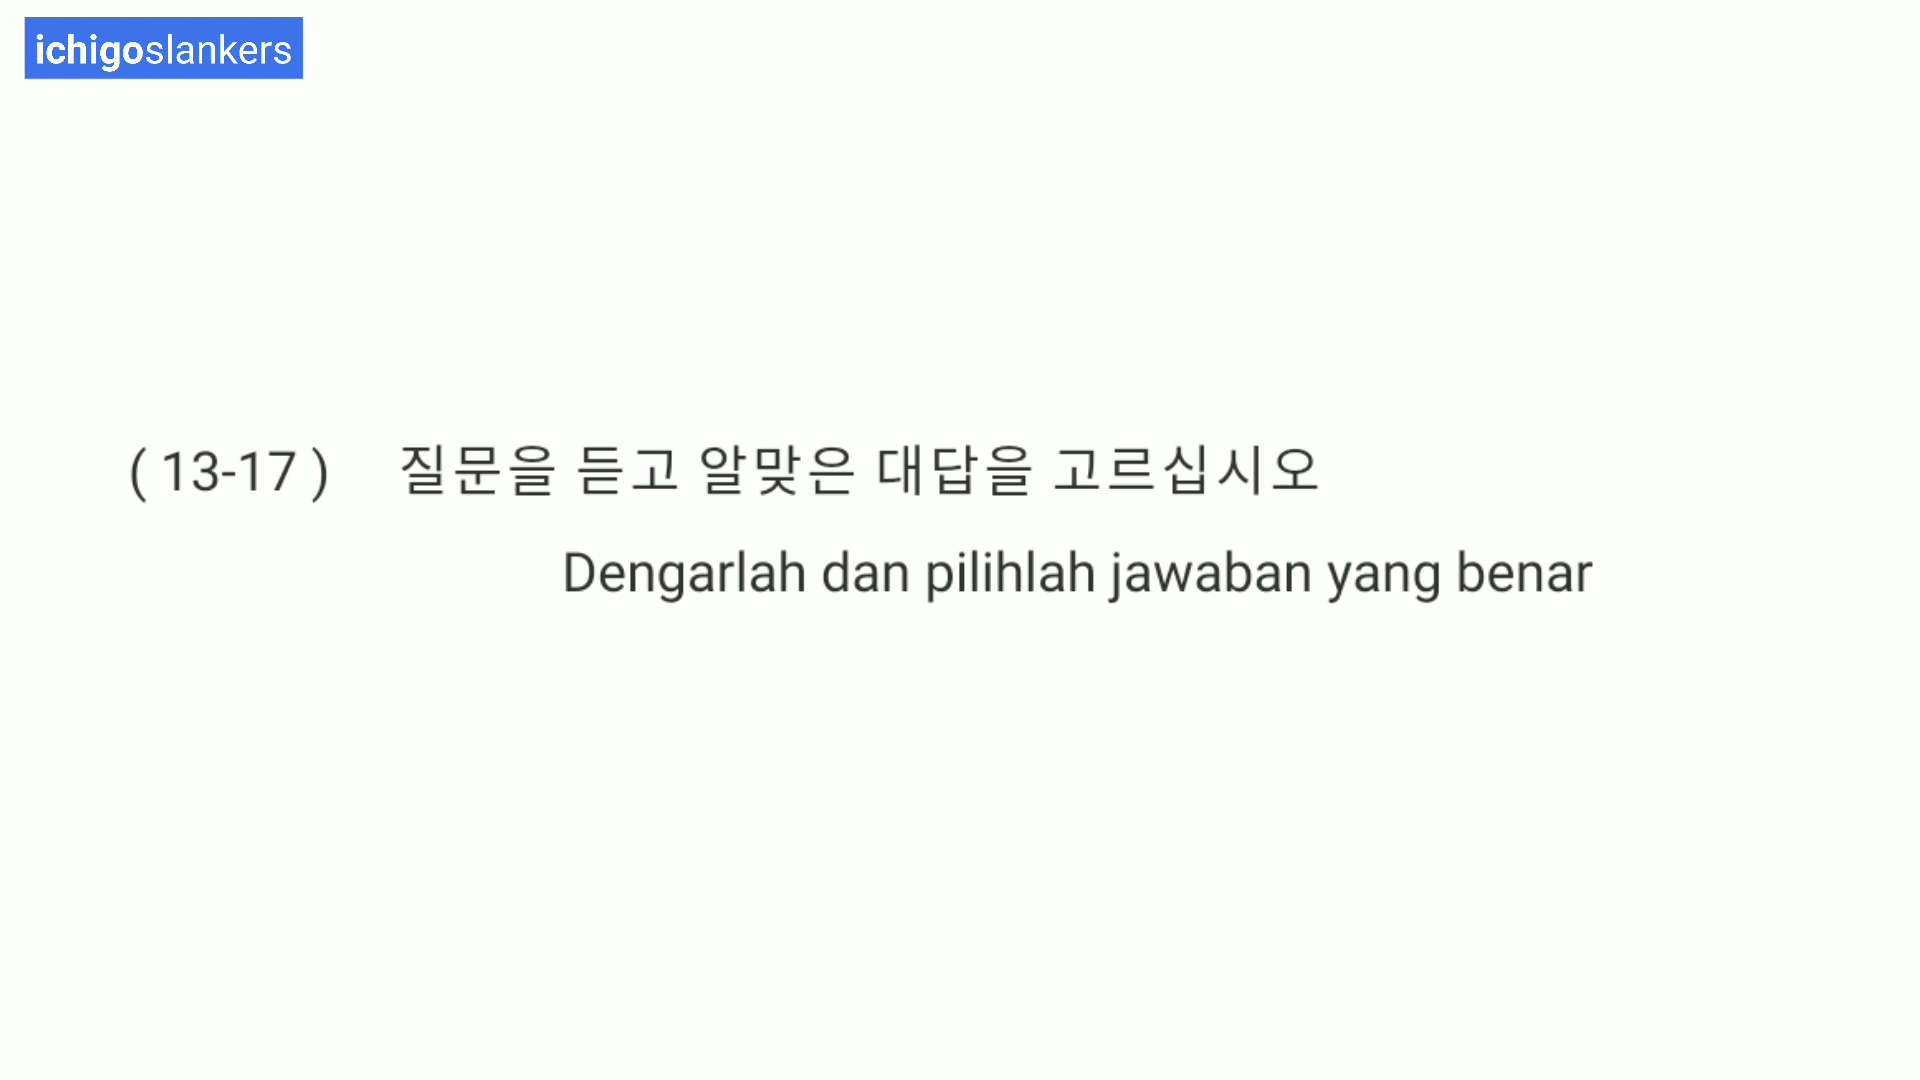 ichigoslankers
( 13-17 ) 질문을 듣고 알맞은 대답을 고르십시오
Dengarlah dan pilihlah jawaban yang benar